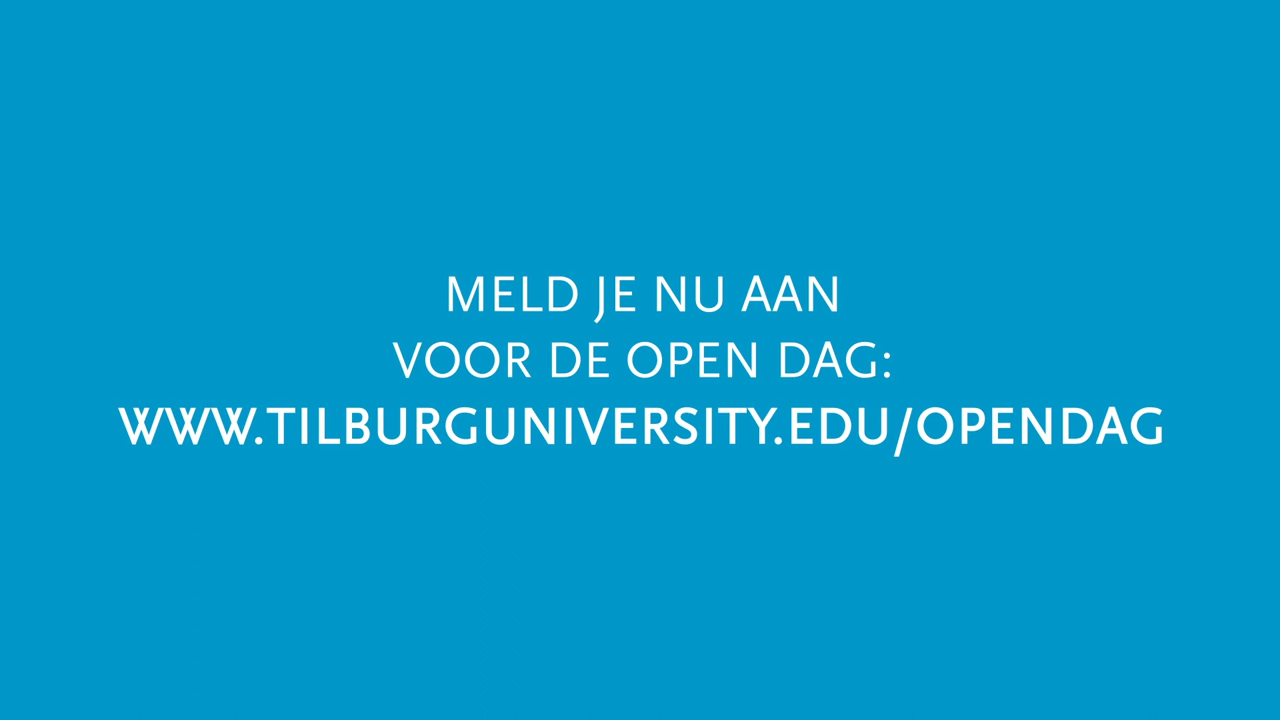 MELD JE NU AAN
VOOR DE OPEN DAG:
WWW.TILBURGUNIVERSITY.EDU/OPENDAG